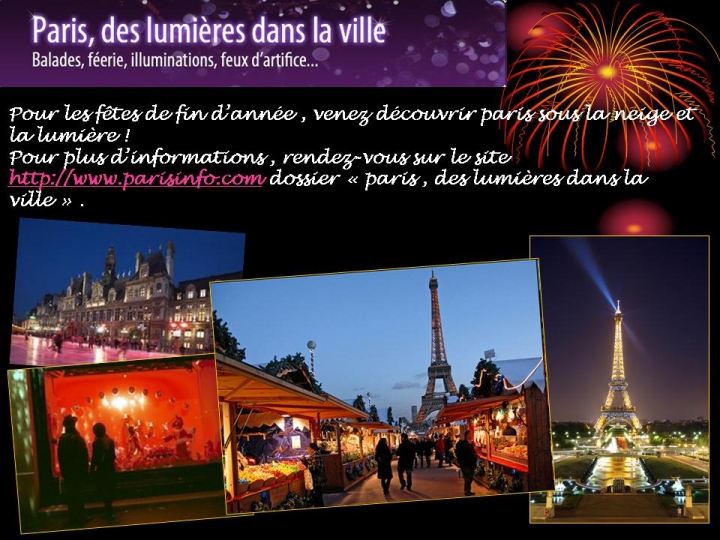 Paris, des lumières dans la ville
Balades, féerie, illuminations, feux d'artifice...
Pour les fêtes de fin d'année , venez découvrir paris sous la neige et
la lumière !
Pour plus d'informations , rendez-vous sur le site
http://www.parisinfo.com dossier « paris , des lumières dans la
ville » .